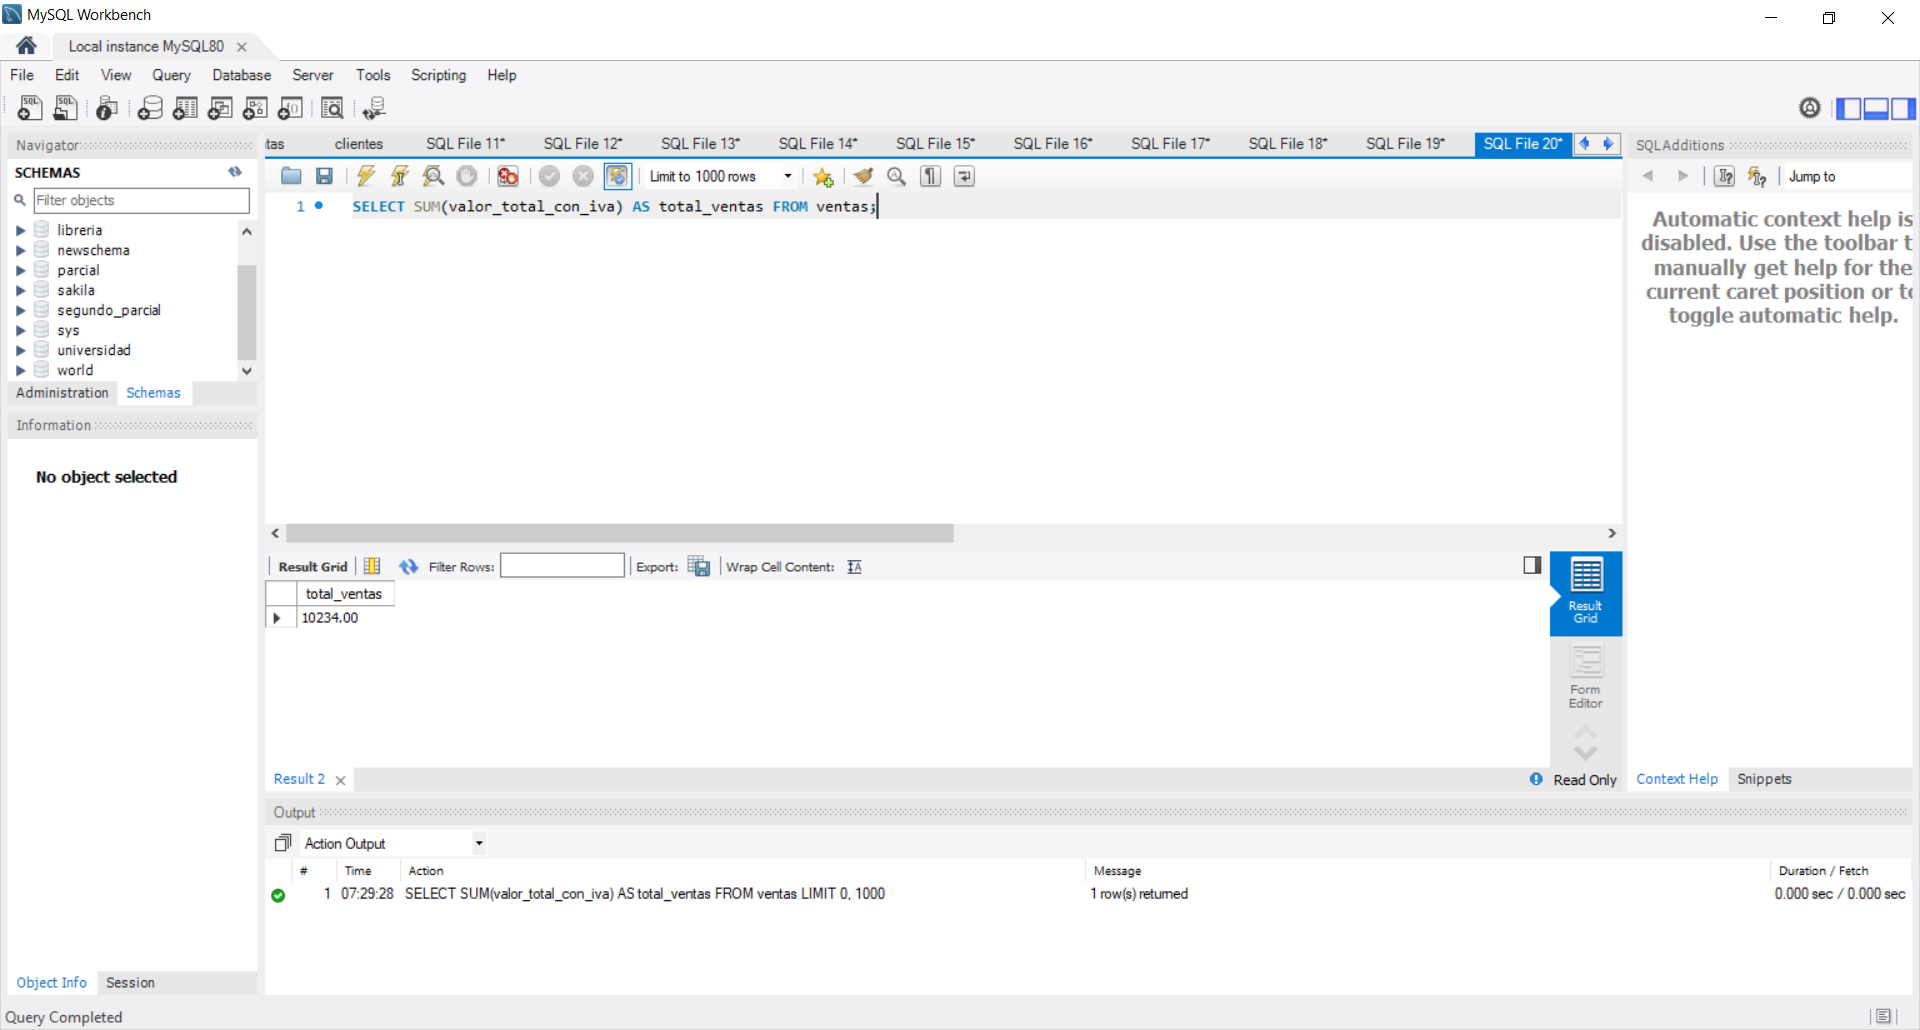 MySQL Workbench
Local instance MySQL80
File Edit View Query Database Server Tools Scripting Help
Navigator
SCHEMAS
Filter objects
libreria
newschema
parcial
sakila
segundo_parcial
sys
universidad
world
Administration Schemas
Information
No object selected
Object Info Session
tas clientes SQL File 11* SQL File 12* SQL File 13* SQL File 14* SQL File 15* SQL File 16* SQL File 17* SQL File 18* SQL File 19* SQL File 20*
Limit to 1000 rows
1 SELECT SUM(valor_total_con_iva) AS total_ventas FROM ventas;
Result Grid Filter Rows: Export: Wrap Cell Content:
total_ventas
10234.00
Result
Grid
Form
Editor
Result 2
Read Only
SQLAdditions
Jump to
Automatic context help is
disabled. Use the toolbar t
manually get help for the
current caret position or to
toggle automatic help.
Context Help Snippets
Output
Action Output
# Time Action Message Duration / Fetch
1 07:29:28 SELECT SUM(valor_total_con_iva) AS total_ventas FROM ventas LIMIT 0, 1000 1 row(s) returned 0.000 sec / 0.000 sec
Query Completed